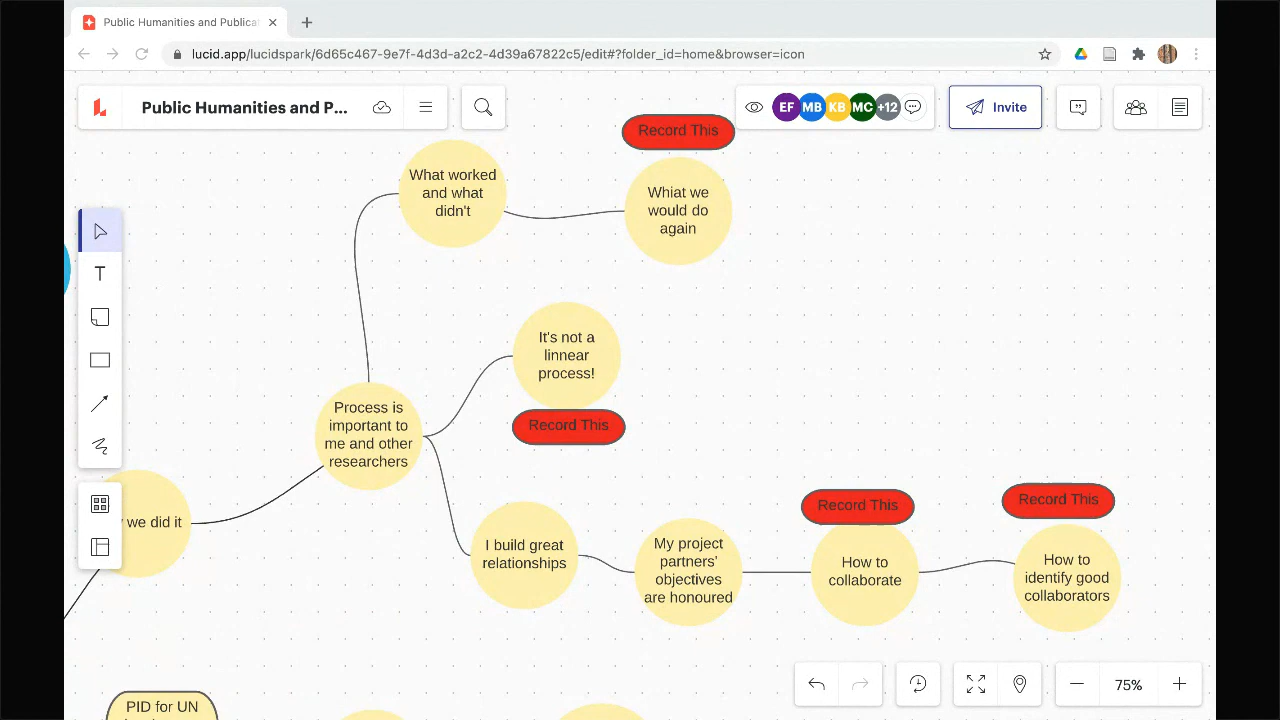 Public Humanities and Publica
lucid.app/lucidspark/6d65c467-9e7f-4d3d-a2c2-4d39a67822c5/edit#?folder_id=home&browser=icon
Public Humanities and P...
EF MB KB MC +12
Invite
Record This
What worked
and what
didn't
Whiat we
would do
again
It's not a
linnear
process!
Record This
Process is
important to
me and other
researchers
we did it
I build great
relationships
My project
partners'
objectives
are honoured
Record This
How to
collaborate
Record This
How to
identify good
collaborators
PID for UN
75%
T